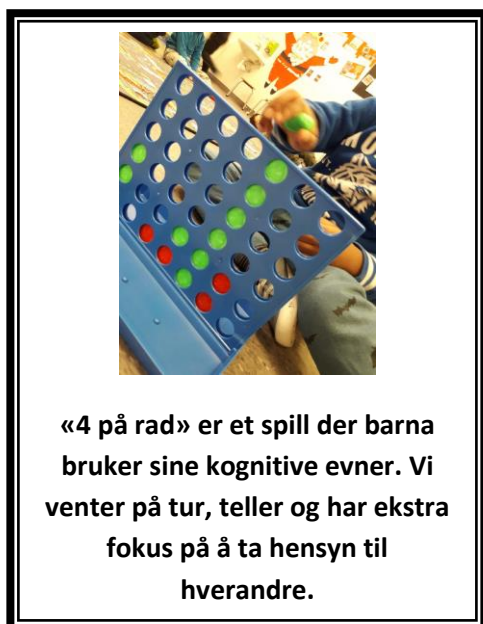 «4 på rad» er et spill der barna
bruker sine kognitive evner. Vi
venter på tur, teller og har ekstra
fokus på å ta hensyn til
hverandre.